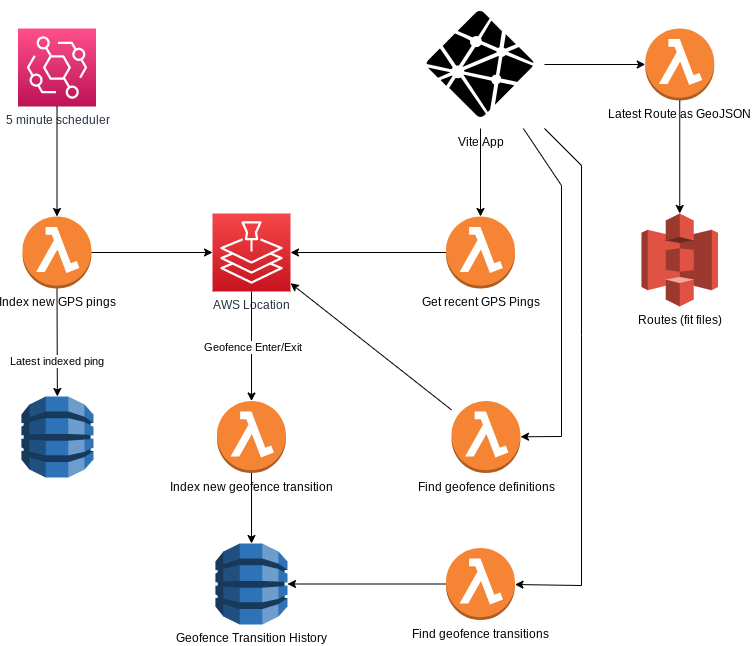 5 minute scheduler
Vite App
Latest Route as GeoJSON
Index new GPS pings
AWS Location
Get recent GPS Pings
Routes (fit files)
Latest indexed ping
Geofence Enter/Exit
Index new geofence transition
Find geofence definitions
Geofence Transition History
Find geofence transitions